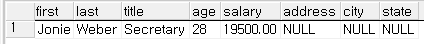 first last title age salary address city state
1 Jonie Weber Secretary 28 19500.00 NULL NULL NULL